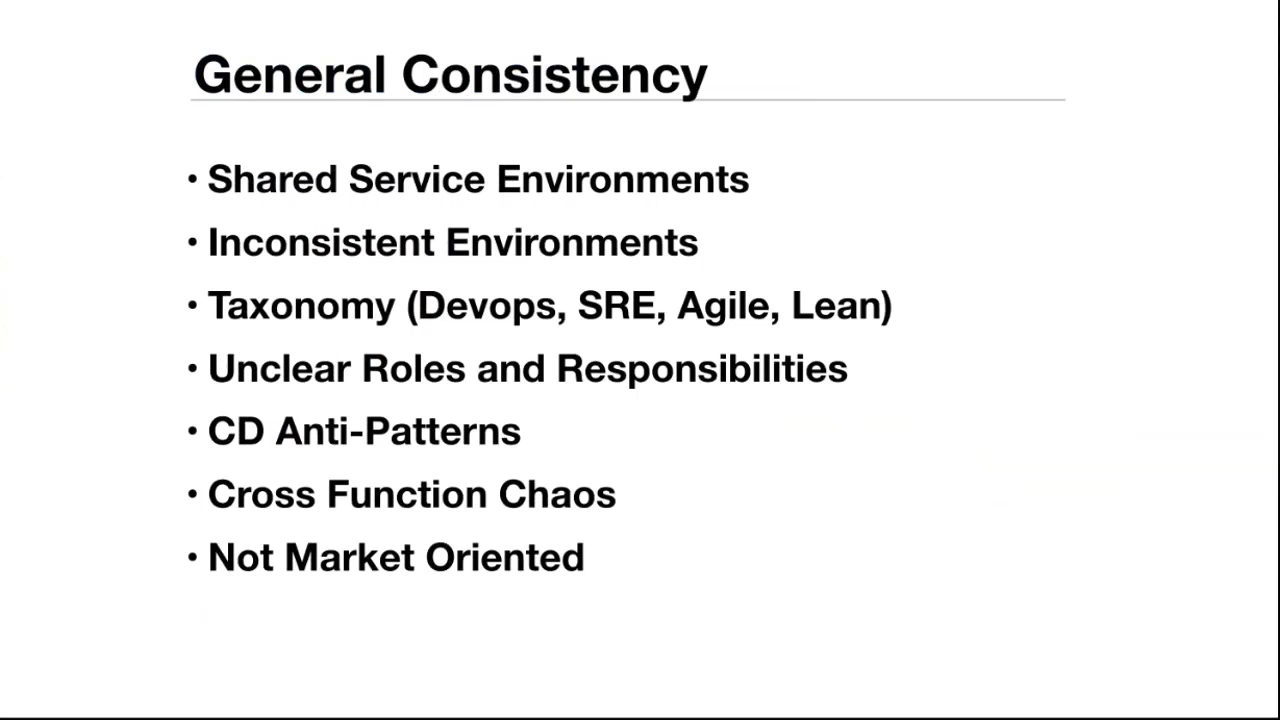 General Consistency
• Shared Service Environments
• Inconsistent Environments
• Taxonomy (Devops, SRE, Agile, Lean)
• Unclear Roles and Responsibilities
• CD Anti-Patterns
• Cross Function Chaos
• Not Market Oriented